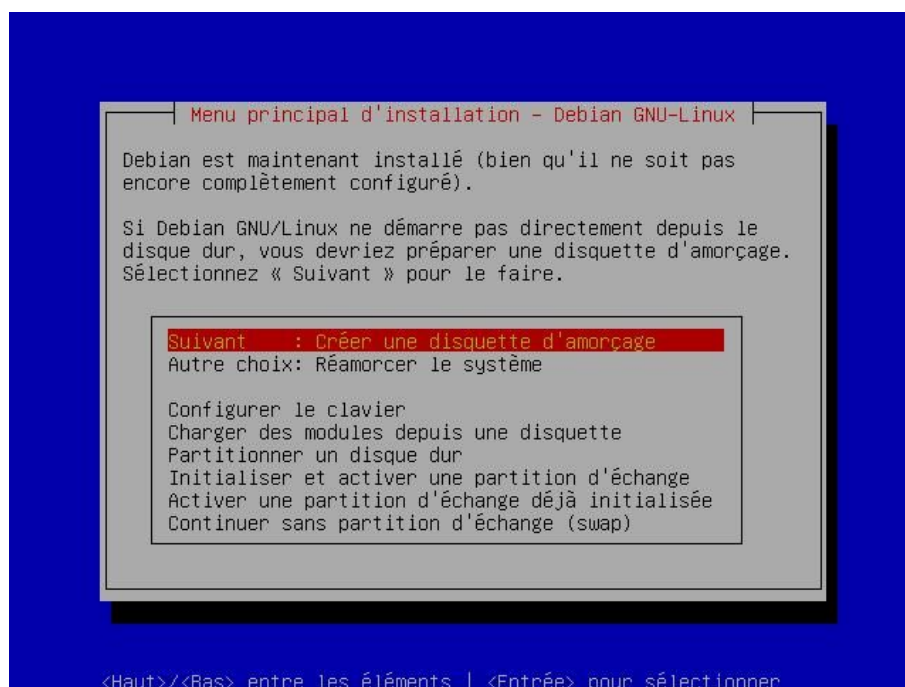 Menu principal d'installation - Debian GNU-Linux
Debian est maintenant installé (bien qu'il ne soit pas
encore complètement configuré).
Si Debian GNU/Linux ne démarre pas directement depuis le
disque dur, vous devriez préparer une disquette d'amorçage.
Sélectionnez « Suivant » pour le faire.
Suivant : Créer une disquette d'amorçage
Autre choix: Réamorcer le système
Configurer le clavier
Charger des modules depuis une disquette
Partitionner un disque dur
Initialiser et activer une partition d'échange
Activer une partition d'échange déjà initialisée
Continuer sans partition d'échange (swap)
<Haut>/<Bas> entre les éléments | <Entrée> pour sélectionner